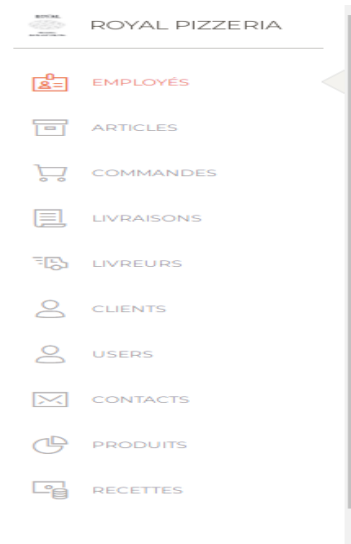 ROYAL PIZZERIA
EMPLOYÉS
ARTICLES
COMMANDES
LIVRAISONS
LIVREURS
CLIENTS
USERS
CONTACTS
PRODUITS
RECETTES